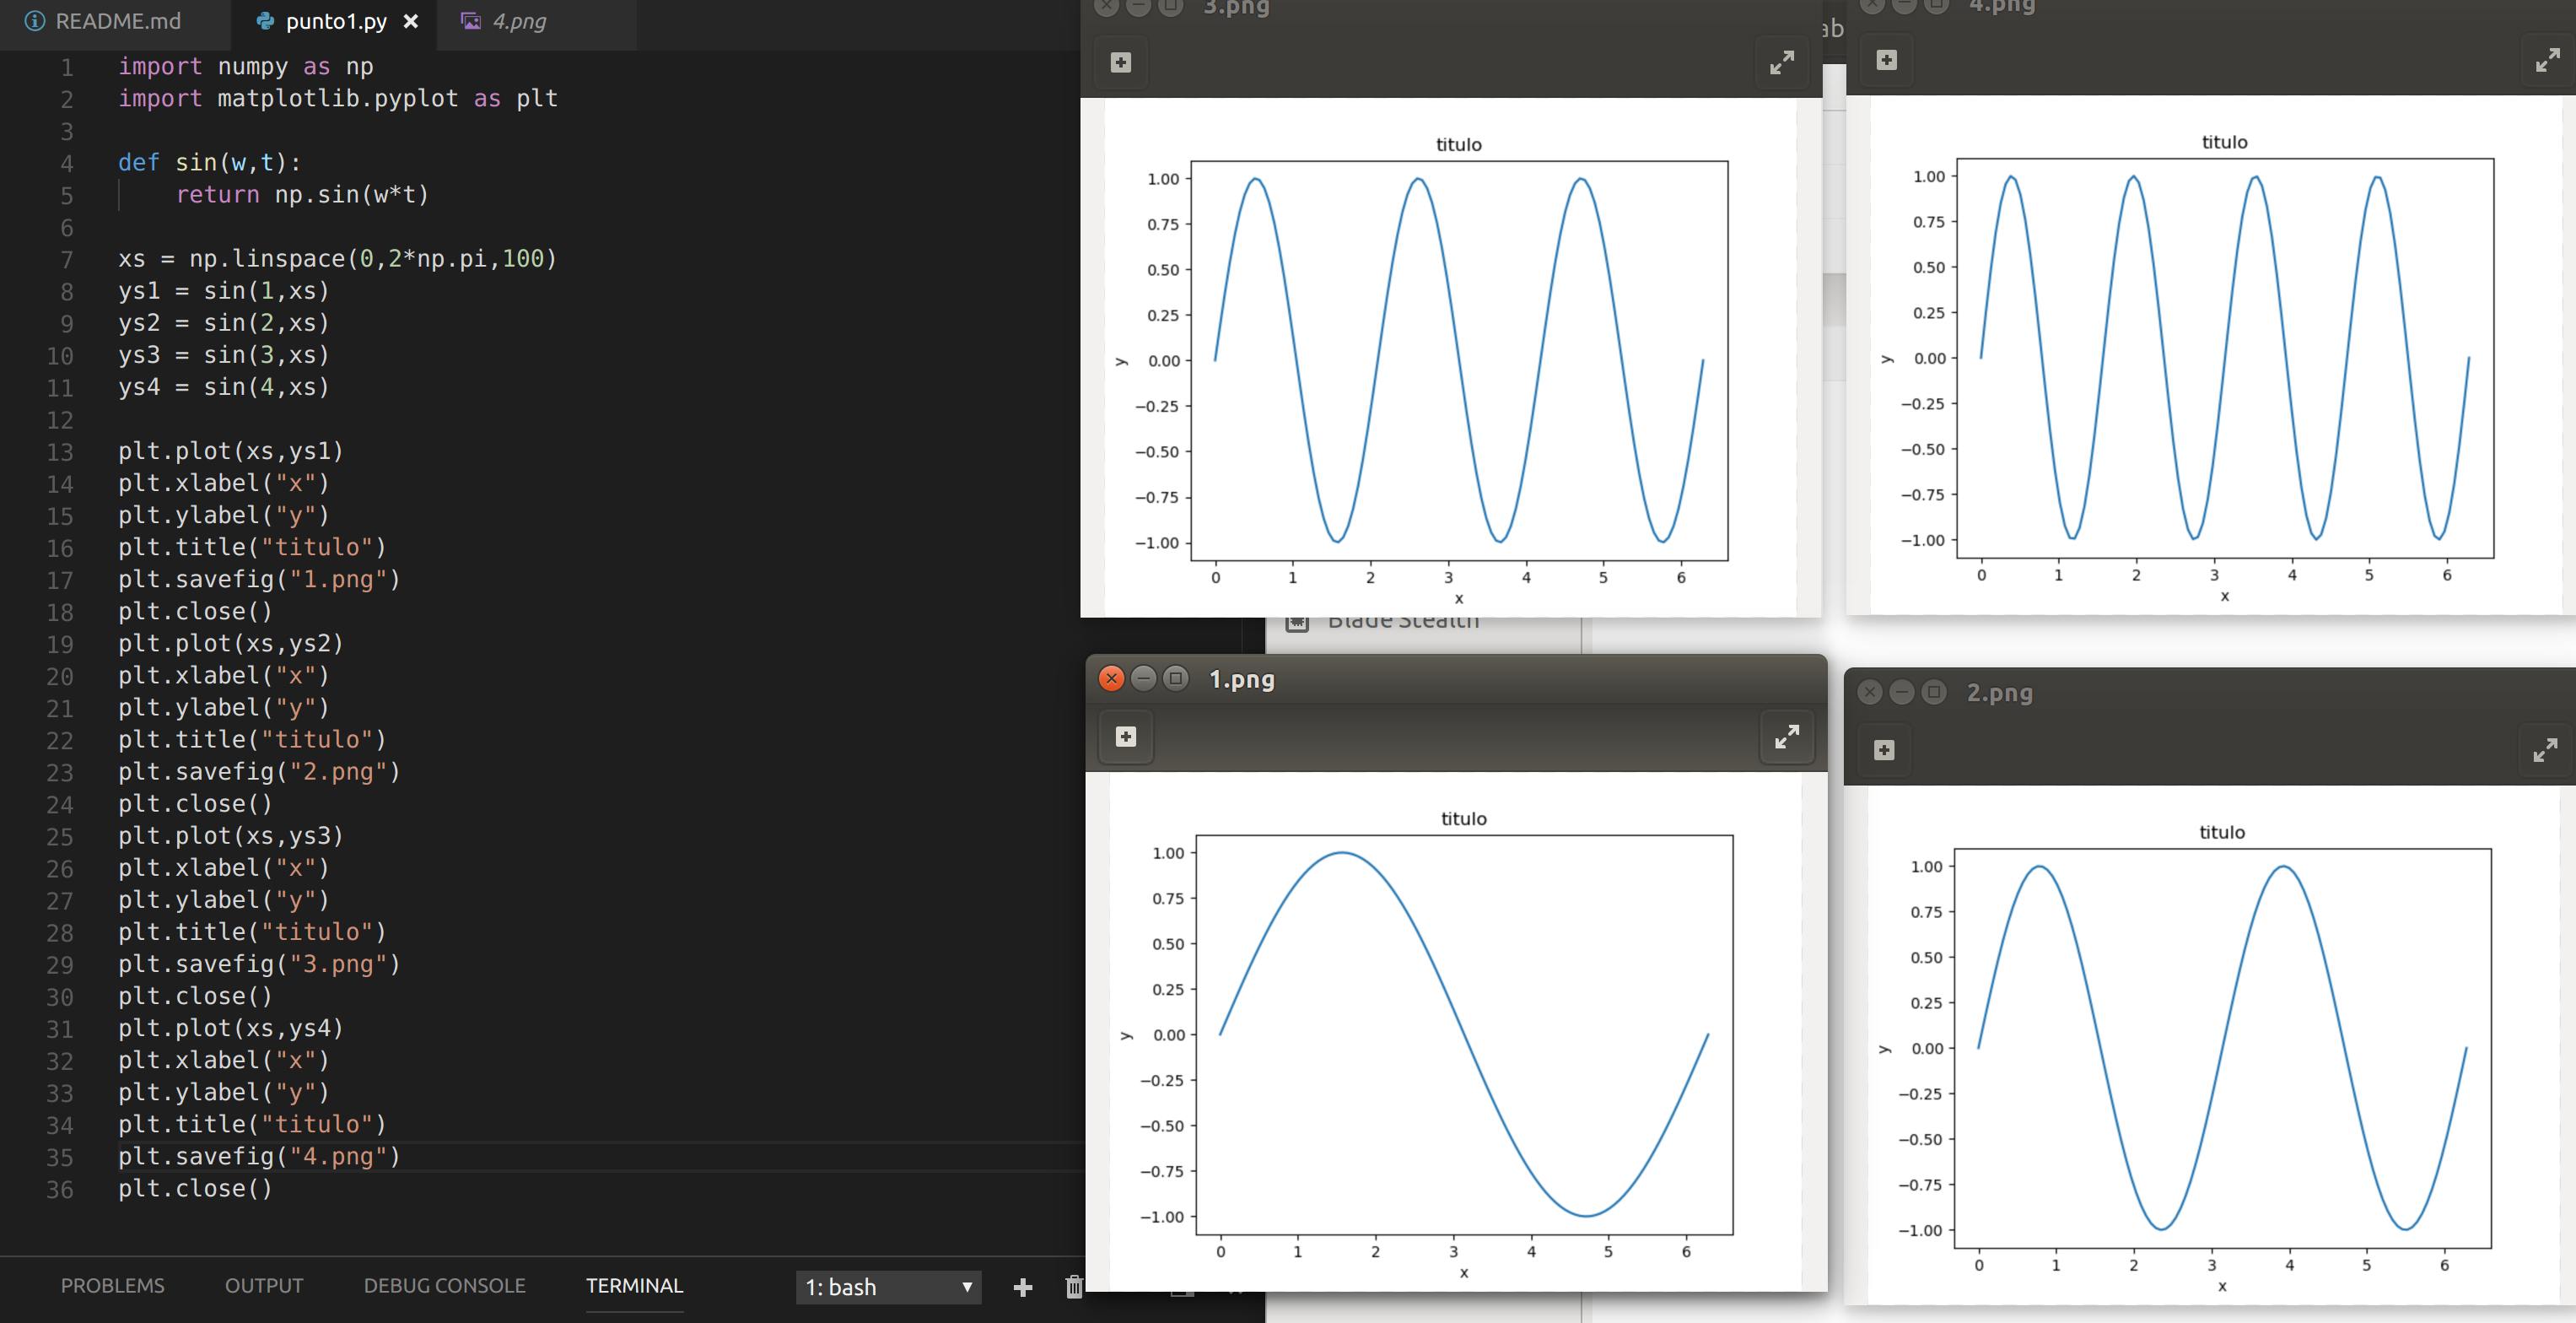 README.md
punto1.py
4.png
1 import numpy as np
2 import matplotlib.pyplot as plt
3
4 def sin(w,t):
5     return np.sin(w*t)
6
7 xs = np.linspace(0,2*np.pi,100)
8 ys1 = sin(1,xs)
9 ys2 = sin(2,xs)
10 ys3 = sin(3,xs)
11 ys4 = sin(4,xs)
12
13 plt.plot(xs,ys1)
14 plt.xlabel("x")
15 plt.ylabel("y")
16 plt.title("titulo")
17 plt.savefig("1.png")
18 plt.close()
19 plt.plot(xs,ys2)
20 plt.xlabel("x")
21 plt.ylabel("y")
22 plt.title("titulo")
23 plt.savefig("2.png")
24 plt.close()
25 plt.plot(xs,ys3)
26 plt.xlabel("x")
27 plt.ylabel("y")
28 plt.title("titulo")
29 plt.savefig("3.png")
30 plt.close()
31 plt.plot(xs,ys4)
32 plt.xlabel("x")
33 plt.ylabel("y")
34 plt.title("titulo")
35 plt.savefig("4.png")
36 plt.close()
PROBLEMS OUTPUT DEBUG CONSOLE TERMINAL 1: bash
3.png
titulo
1.00
0.75
0.50
0.25
0.00
−0.25
−0.50
−0.75
−1.00
y
0 1 2 3 4 5 6
x
ab
4.png
titulo
1.00
0.75
0.50
0.25
0.00
−0.25
−0.50
−0.75
−1.00
y
0 1 2 3 4 5 6
x
Blade Stealth
1.png
titulo
1.00
0.75
0.50
0.25
0.00
−0.25
−0.50
−0.75
−1.00
y
0 1 2 3 4 5 6
x
2.png
titulo
1.00
0.75
0.50
0.25
0.00
−0.25
−0.50
−0.75
−1.00
y
0 1 2 3 4 5 6
x